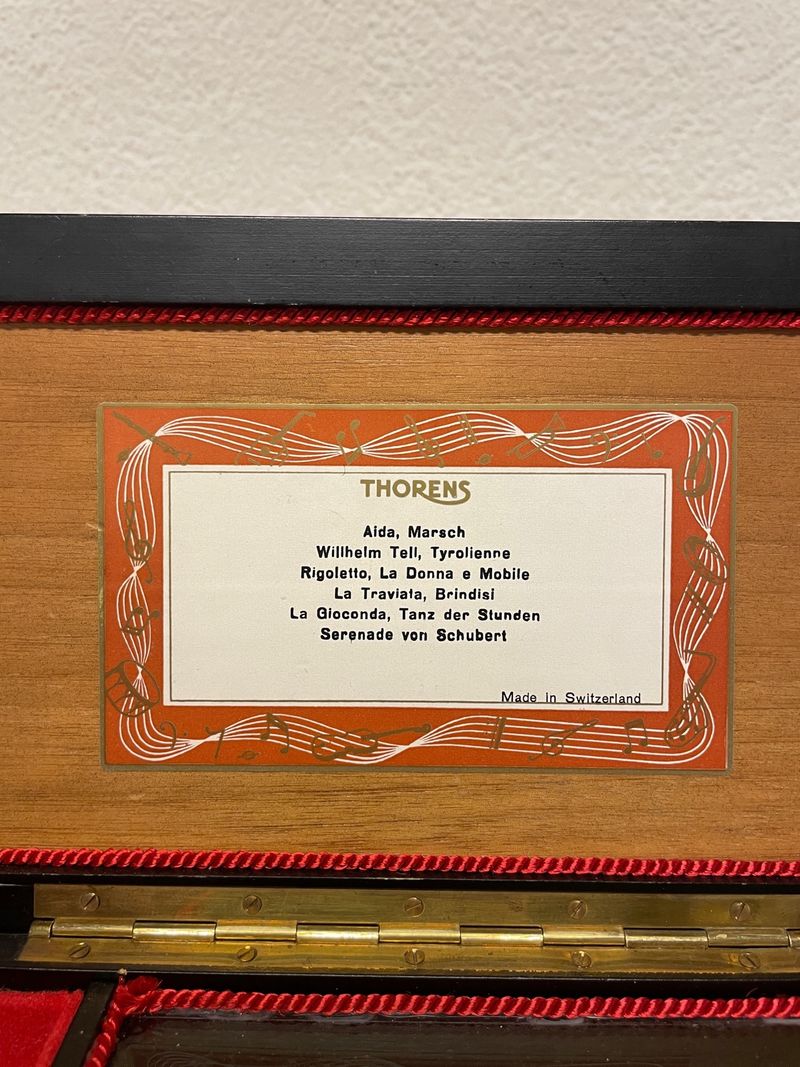 THORENS
Aida, Marsch
Willhelm Tell, Tyrolienne
Rigoletto, La Donna e Mobile
La Traviata, Brindisi
La Gioconda, Tanz der Stunden
Serenade von Schubert
Made in Switzerland